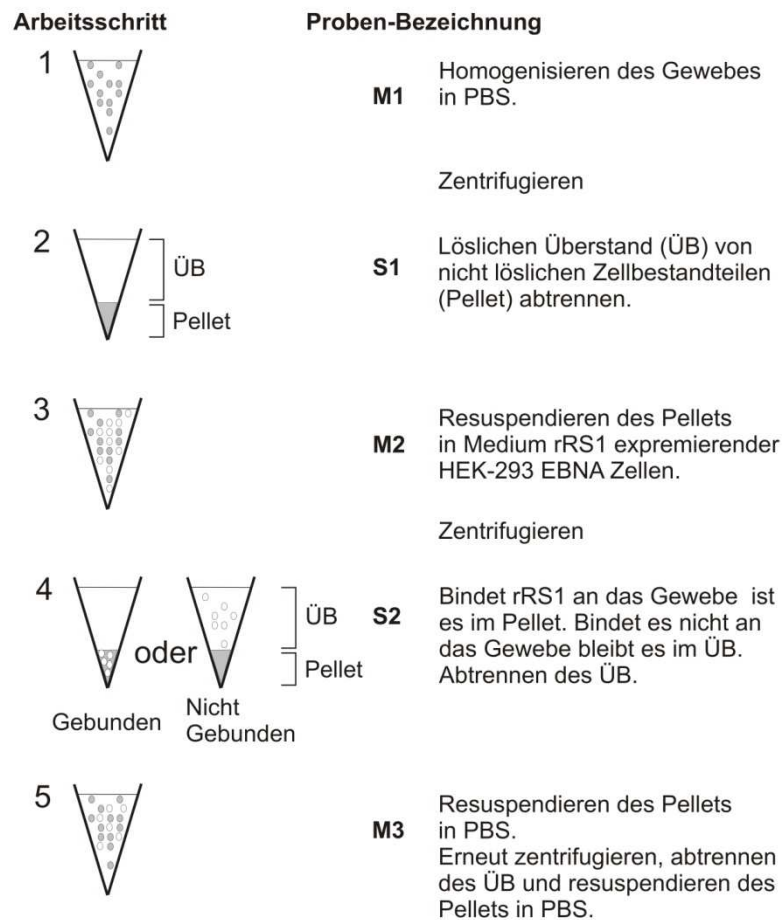 Arbeitsschritt Proben-Bezeichnung
1
M1 Homogenisieren des Gewebes
in PBS.
Zentrifugieren
2
ÜB
Pellet
S1 Löslichen Überstand (ÜB) von
nicht löslichen Zellbestandteilen
(Pellet) abtrennen.
3
M2 Resuspendieren des Pellets
in Medium rRS1 expremierender
HEK-293 EBNA Zellen.
Zentrifugieren
4
oder
ÜB
Pellet
Gebunden
Nicht
Gebunden
S2 Bindet rRS1 an das Gewebe ist
es im Pellet. Bindet es nicht an
das Gewebe bleibt es im ÜB.
Abtrennen des ÜB.
5
M3 Resuspendieren des Pellets
in PBS.
Erneut zentrifugieren, abtrennen
des ÜB und resuspendieren des
Pellets in PBS.